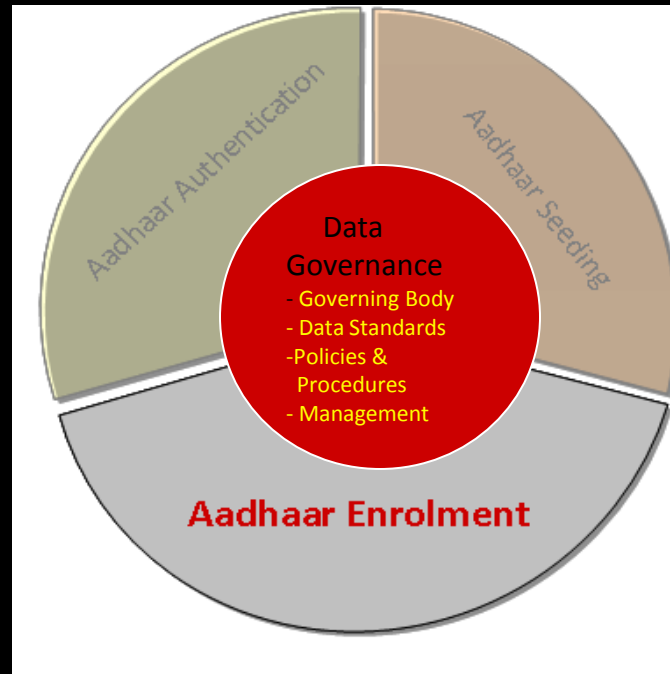 Aadhaar Authentication
Aadhaar Seeding
Data
Governance
- Governing Body
- Data Standards
-Policies &
Procedures
- Management
Aadhaar Enrolment